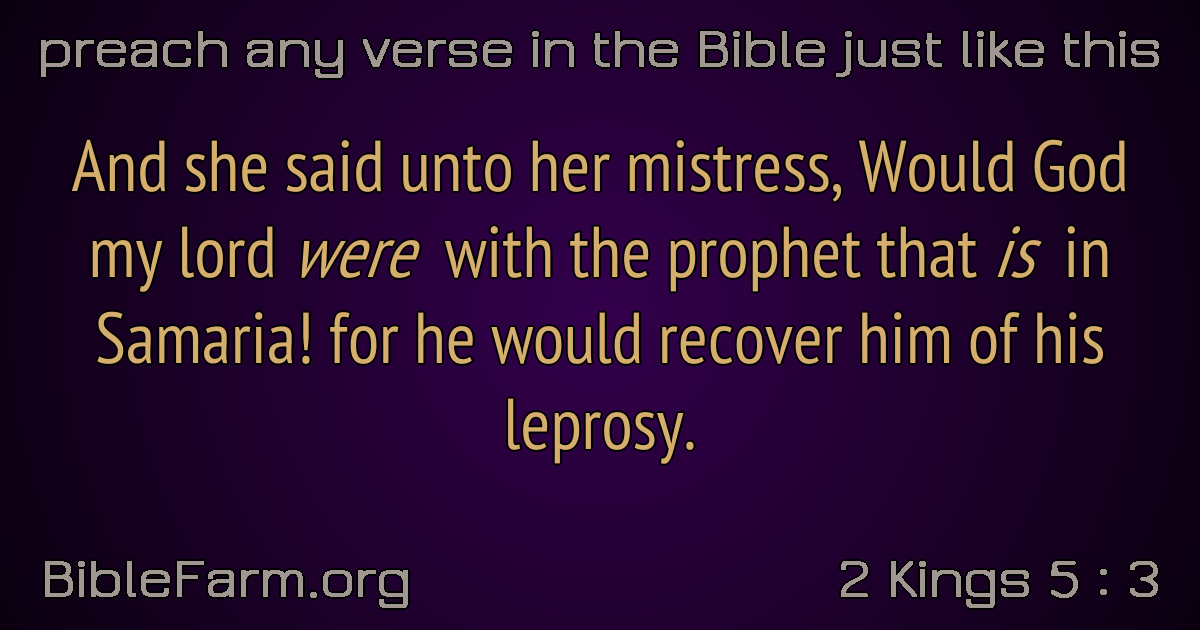 preach any verse in the Bible just like this
And she said unto her mistress, Would God
my lord were with the prophet that is in
Samaria! for he would recover him of his
leprosy.
BibleFarm.org
2 Kings 5 : 3